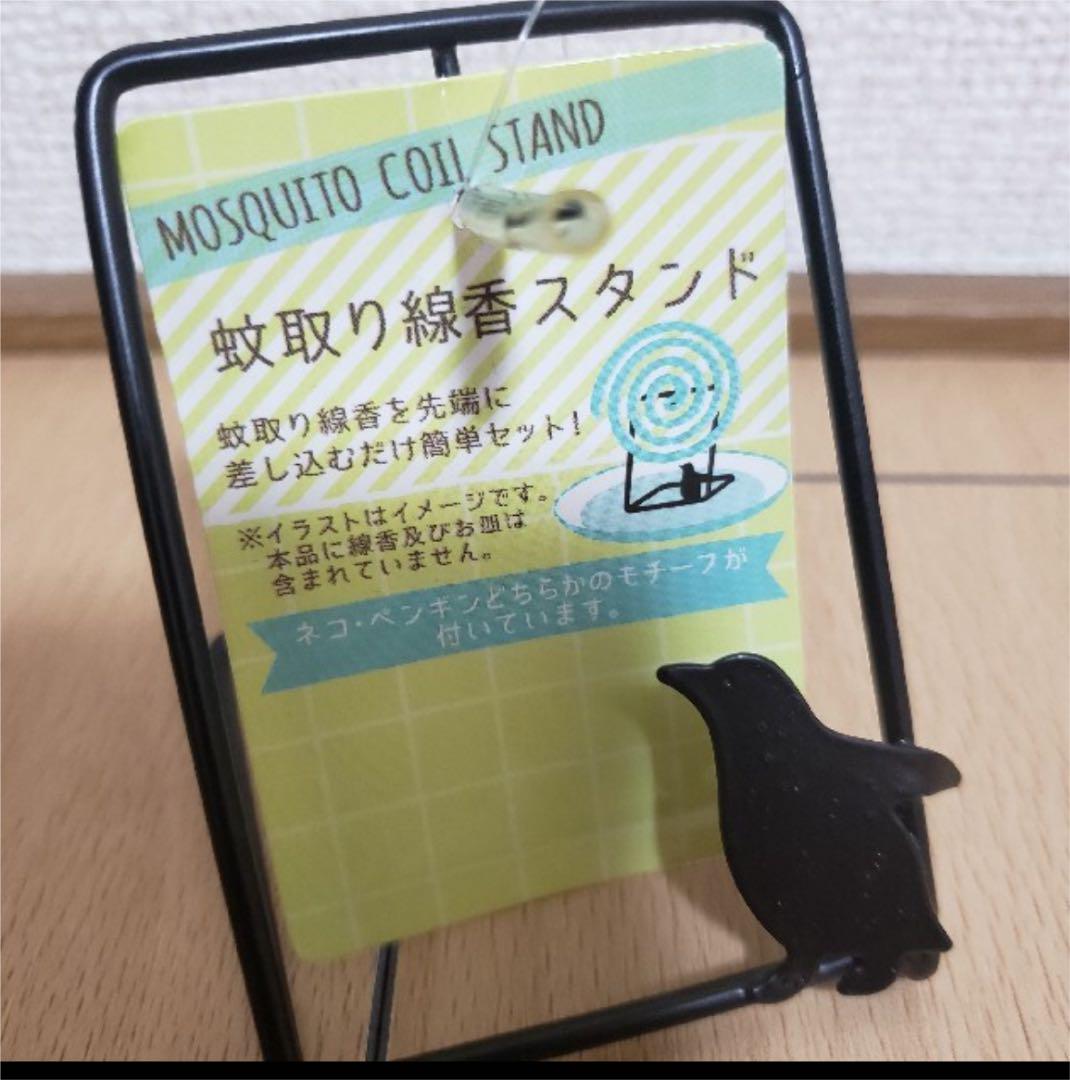 MOSQUITO COIL STAND
蚊取り線香スタンド
蚊取り線香を先端に
差し込むだけ簡単セット!
※イラストはイメージです。
本品に線香及びお皿は
含まれていません。
ネコ・ペンギンどちらかのモチーフが
付いています。